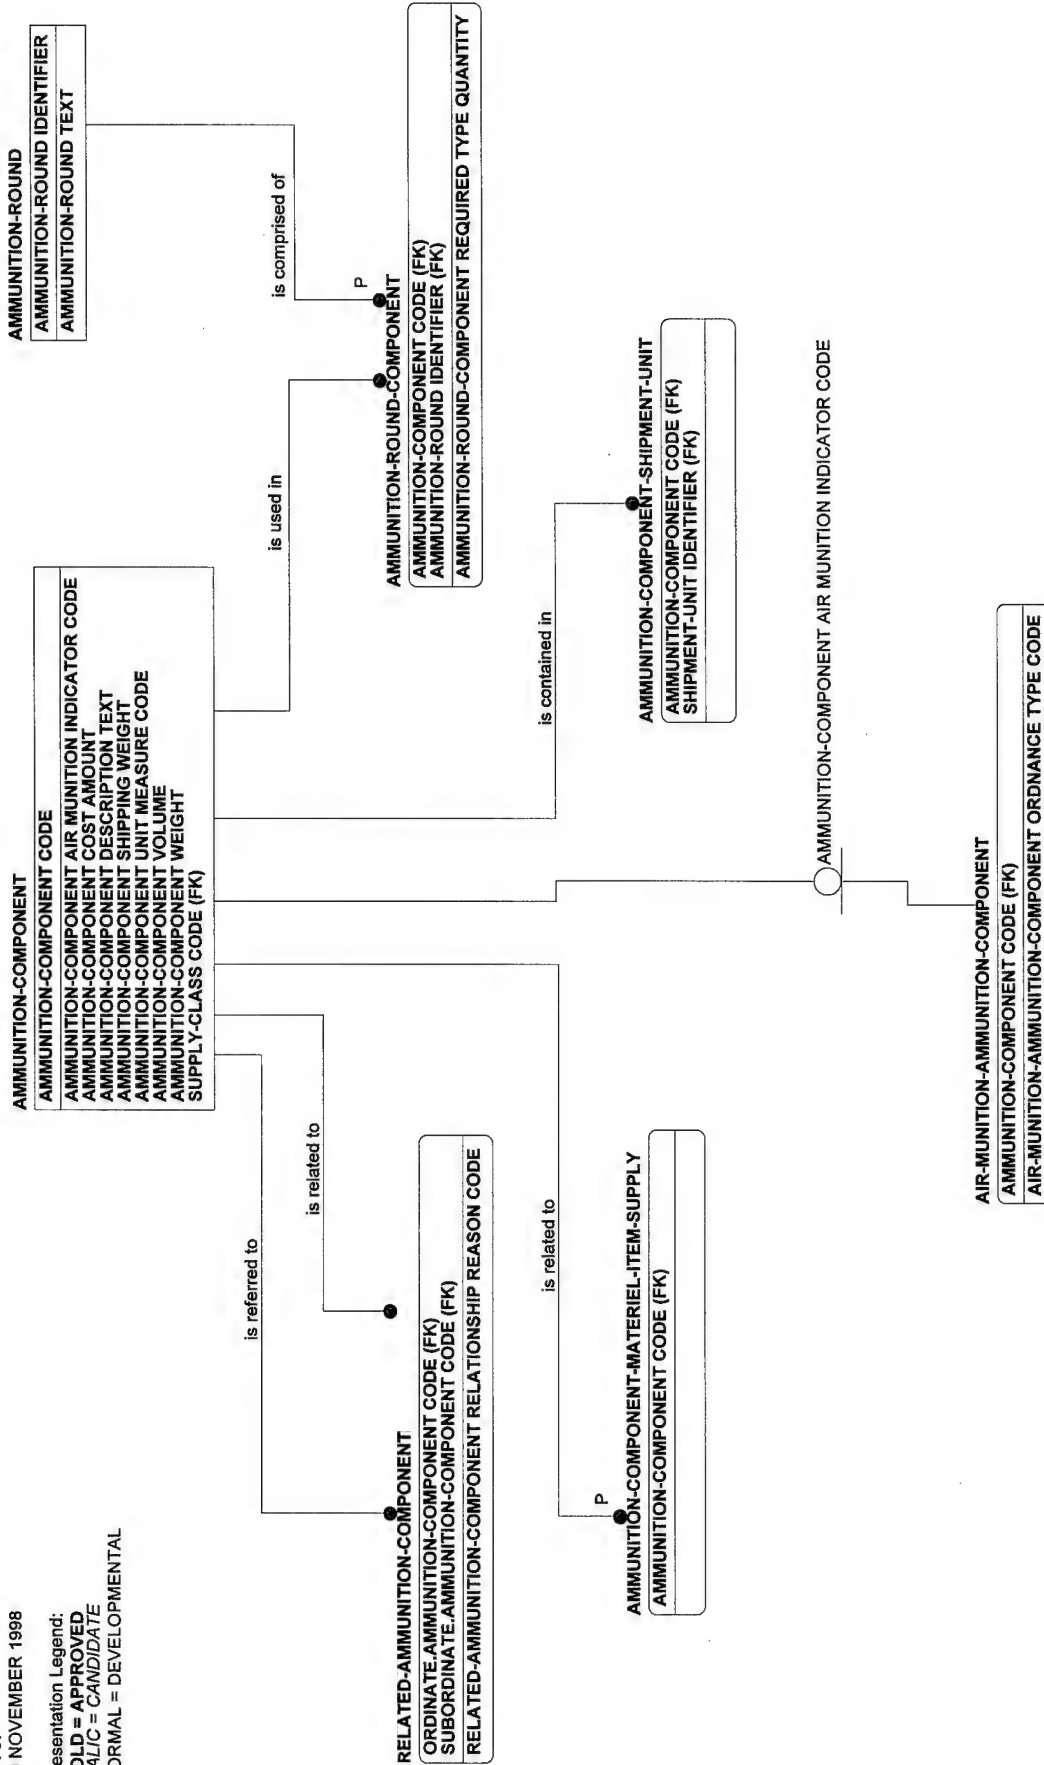 NOVEMBER 1998
esentation Legend:
OLD = APPROVED
ALIC = CANDIDATE
ORMAL = DEVELOPMENTAL
AMMUNITION-COMPONENT
AMMUNITION-COMPONENT CODE
AMMUNITION-COMPONENT AIR MUNITION INDICATOR CODE
AMMUNITION-COMPONENT COST AMOUNT
AMMUNITION-COMPONENT DESCRIPTION TEXT
AMMUNITION-COMPONENT SHIPPING WEIGHT
AMMUNITION-COMPONENT UNIT MEASURE CODE
AMMUNITION-COMPONENT VOLUME
AMMUNITION-COMPONENT WEIGHT
SUPPLY-CLASS CODE (FK)
AMMUNITION-ROUND
AMMUNITION-ROUND IDENTIFIER
AMMUNITION-ROUND TEXT
is referred to
is related to
is used in
is comprised of
P
RELATED-AMMUNITION-COMPONENT
ORDINATE.AMMUNITION-COMPONENT CODE (FK)
SUBORDINATE.AMMUNITION-COMPONENT CODE (FK)
RELATED-AMMUNITION-COMPONENT RELATIONSHIP REASON CODE
AMMUNITION-ROUND-COMPONENT
AMMUNITION-COMPONENT CODE (FK)
AMMUNITION-ROUND IDENTIFIER (FK)
AMMUNITION-ROUND-COMPONENT REQUIRED TYPE QUANTITY
is related to
is contained in
P
AMMUNITION-COMPONENT-MATERIEL-ITEM-SUPPLY
AMMUNITION-COMPONENT CODE (FK)
AMMUNITION-COMPONENT-SHIPMENT-UNIT
AMMUNITION-COMPONENT CODE (FK)
SHIPMENT-UNIT IDENTIFIER (FK)
AMMUNITION-COMPONENT AIR MUNITION INDICATOR CODE
AIR-MUNITION-AMMUNITION-COMPONENT
AMMUNITION-COMPONENT CODE (FK)
AIR-MUNITION-AMMUNITION-COMPONENT ORDNANCE TYPE CODE